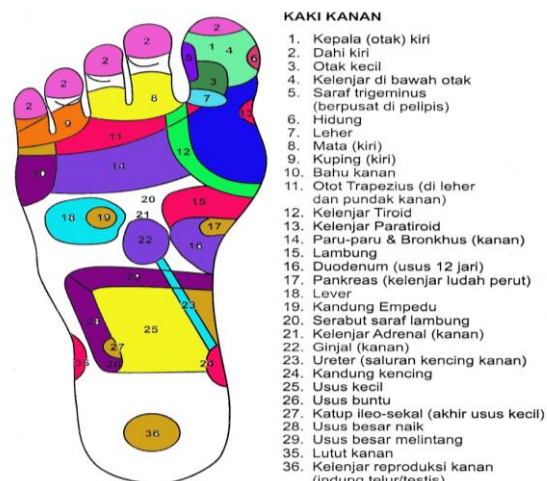 KAKI KANAN
1. Kepala (otak) kiri
2. Dahi kiri
3. Otak kecil
4. Kelenjar di bawah otak
5. Saraf trigeminus
(berpusat di pelipis)
6. Hidung
7. Leher
8. Mata (kiri)
9. Kuping (kiri)
10. Bahu kanan
11. Otot Trapezius (di leher
dan pundak kanan)
12. Kelenjar Tiroid
13. Kelenjar Paratiroid
14. Paru-paru & Bronkhus (kanan)
15. Lambung
16. Duodenum (usus 12 jari)
17. Pankreas (kelenjar ludah perut)
18. Lever
19. Kandung Empedu
20. Serabut saraf lambung
21. Kelenjar Adrenal (kanan)
22. Ginjal (kanan)
23. Ureter (saluran kencing kanan)
24. Kandung kencing
25. Usus kecil
26. Usus buntu
27. Katup ileo-sekal (akhir usus kecil)
28. Usus besar naik
29. Usus besar melintang
35. Lutut kanan
36. Kelenjar reproduksi kanan
(indung telur/testis)
2
2
2
2
2
1
4
5
6
3
7
8
9
13
11
10
14
12
20
15
18
19
21
17
22
16
29
23
28
25
27
26
35
24
36